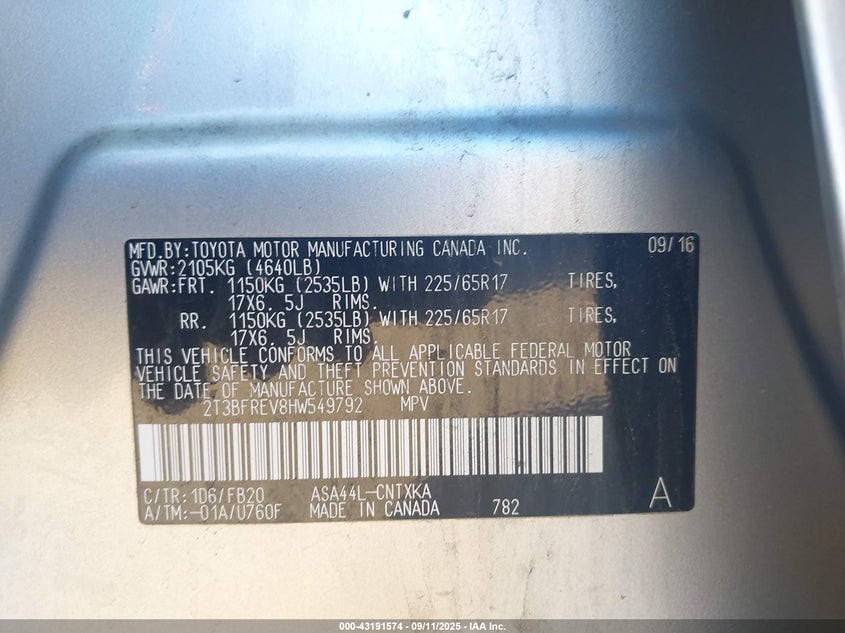 MFD.BY:TOYOTA MOTOR MANUFACTURING CANADA INC. 09/16
GVWR:2105KG (4640LB)
GAWR:FRT. 1150KG (2535LB) WITH 225/65R17 TIRES,
17X6. 5J RIMS.
RR. 1150KG (2535LB) WITH 225/65R17 TIRES,
17X6. 5J RIMS.
THIS VEHICLE CONFORMS TO ALL APPLICABLE FEDERAL MOTOR
VEHICLE SAFETY AND THEFT PREVENTION STANDARDS IN EFFECT ON
THE DATE OF MANUFACTURE SHOWN ABOVE.
2T3BFREV8HW549792 MPV
C/TR:1D6/FB20 ASA44L-CNTXKA A
A/TM:-01A/U760F MADE IN CANADA 782
000-43191574 - 09/11/2025 - IAA Inc.